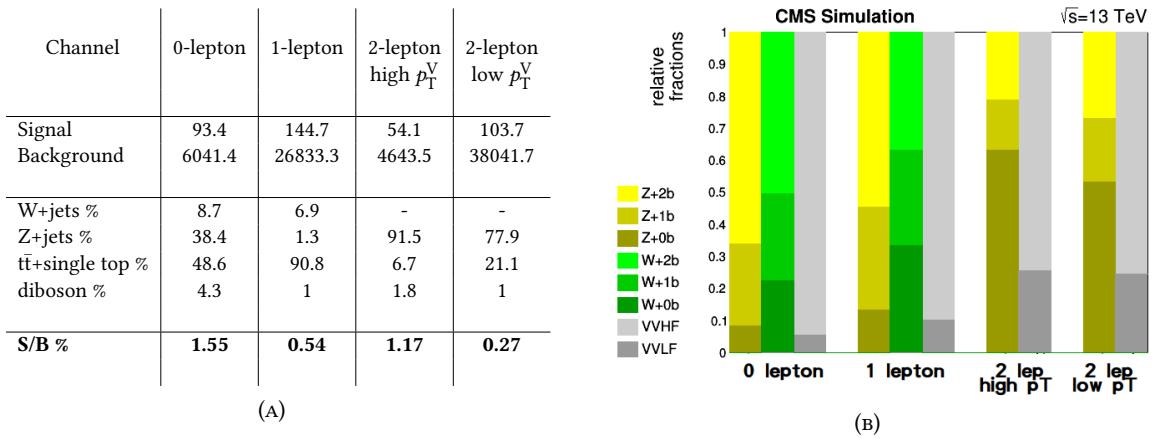 Channel 0-lepton 1-lepton 2-lepton high p_T^V 2-lepton low p_T^V
Signal 93.4 144.7 54.1 103.7
Background 6041.4 26833.3 4643.5 38041.7
W+jets % 8.7 6.9 - -
Z+jets % 38.4 1.3 91.5 77.9
tt̄+single top % 48.6 90.8 6.7 21.1
diboson % 4.3 1 1.8 1
S/B % 1.55 0.54 1.17 0.27
(A)
CMS Simulation √s=13 TeV
relative
fractions
1
0.9
0.8
0.7
0.6
0.5
0.4
0.3
0.2
0.1
0
Z+2b
Z+1b
Z+0b
W+2b
W+1b
W+0b
VVHF
VVLF
0 lepton 1 lepton 2 lep high pT 2 lep low pT
(B)